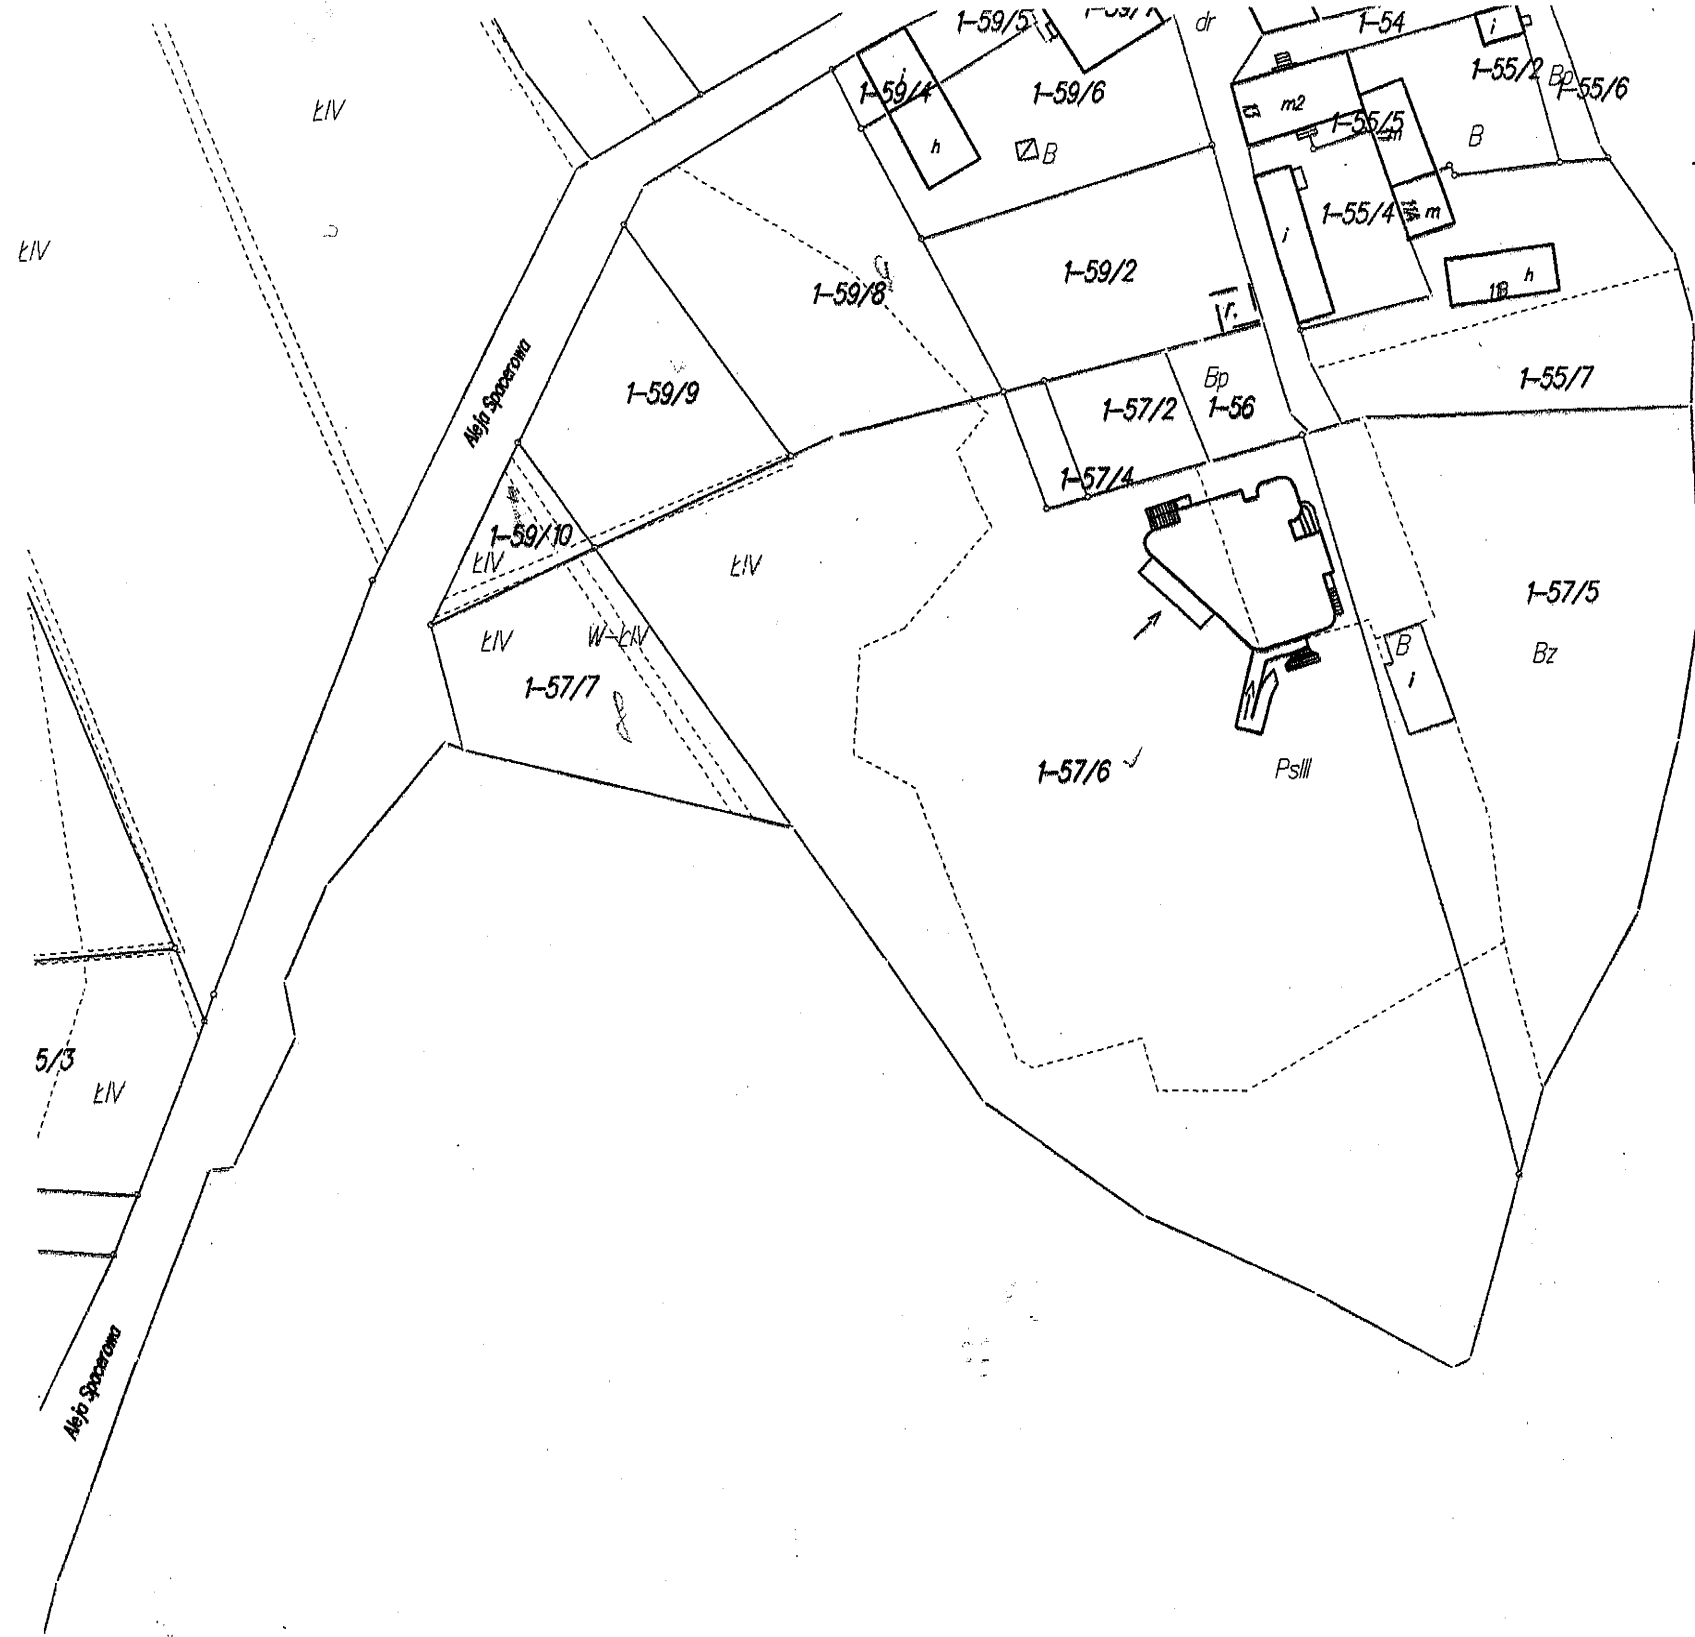 1-59/5
dr
1-54
i
1-55/2
Bp
1-55/6
ŁIV
1-59/4
i
1-59/6
m2
1-55/5
m
h
B
B
1-55/4
m
i
ŁIV
1-59/2
h
1-59/8
r.
Aleja Spacerowa
1-59/9
Bp
1-55/7
1-57/2
1-56
1-57/4
1-59/10
ŁIV
ŁIV
1-57/5
ŁIV
W-ŁIV
B
Bz
i
1-57/7
1-57/6
PsIII
5/3
ŁIV
Aleja Spacerowa